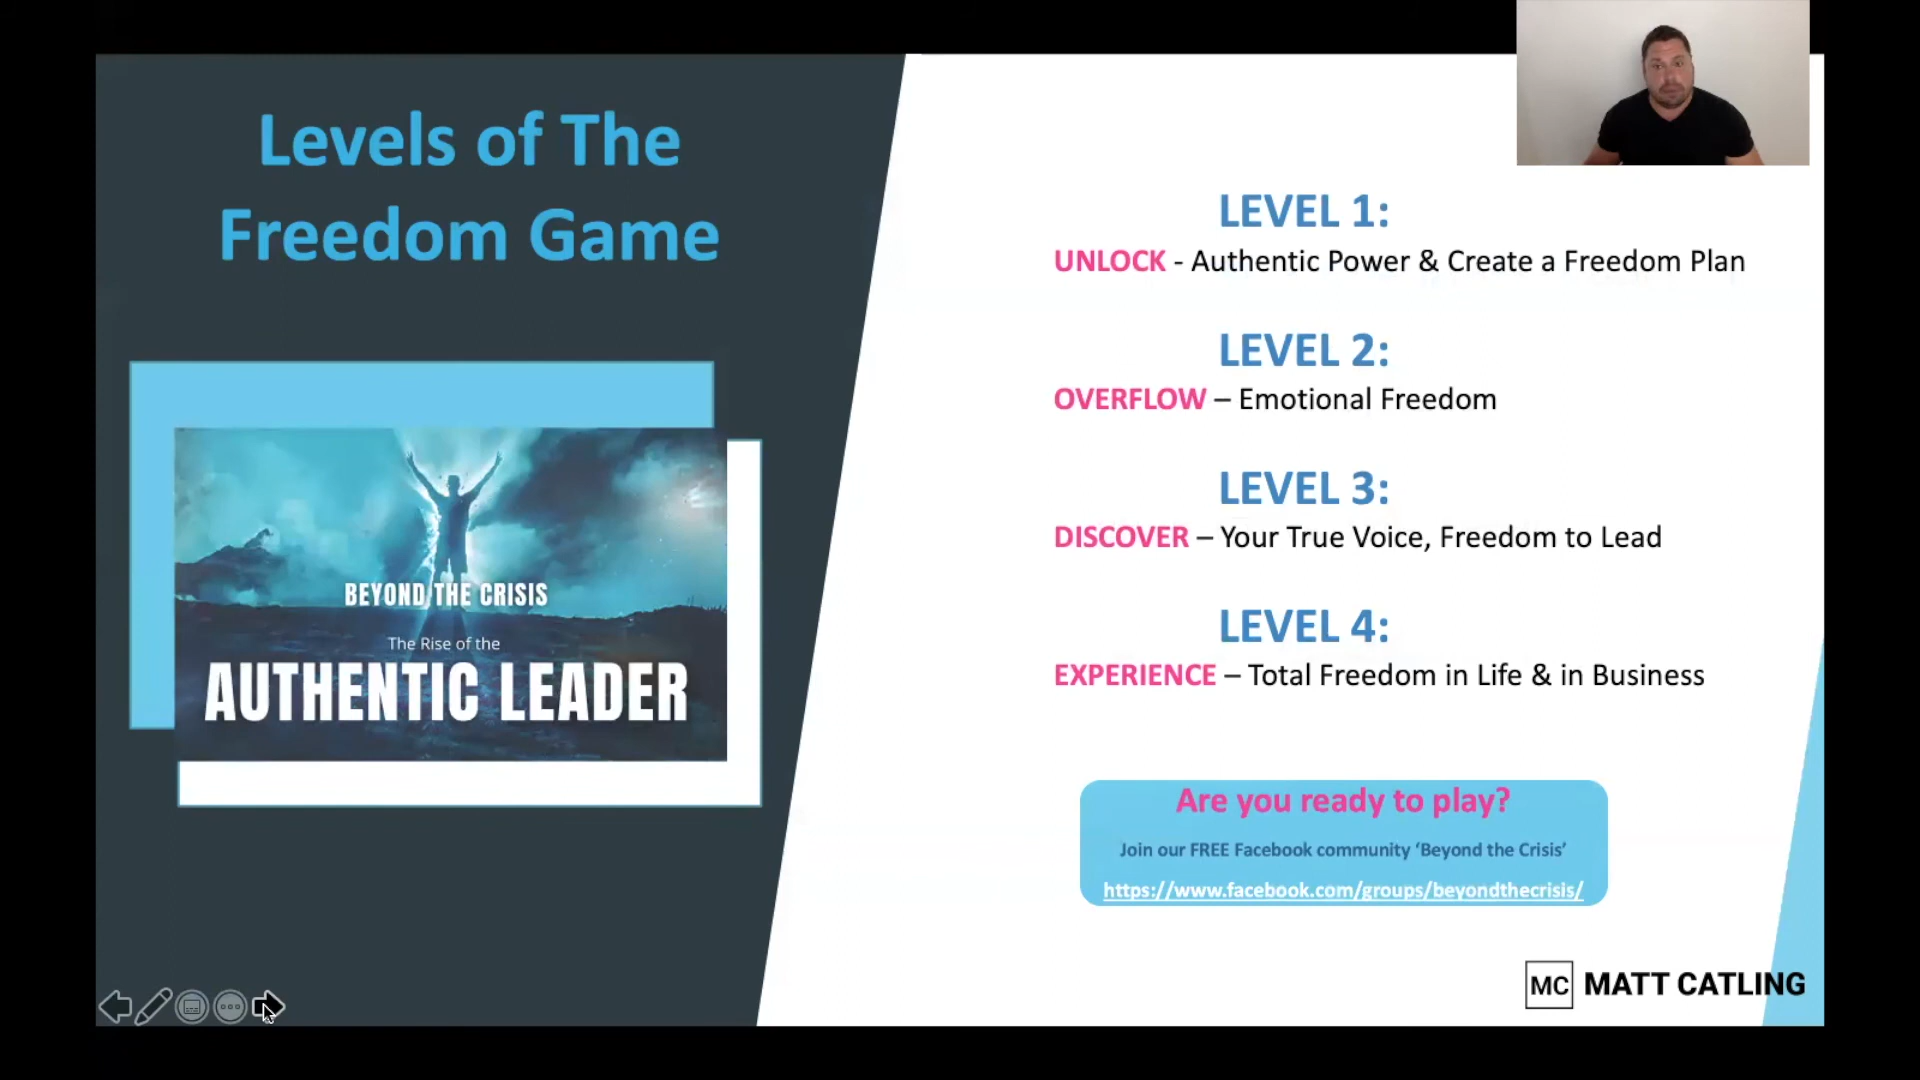 Levels of The
Freedom Game
BEYOND THE CRISIS
The Rise of the
AUTHENTIC LEADER
LEVEL 1:
UNLOCK - Authentic Power & Create a Freedom Plan
LEVEL 2:
OVERFLOW – Emotional Freedom
LEVEL 3:
DISCOVER – Your True Voice, Freedom to Lead
LEVEL 4:
EXPERIENCE – Total Freedom in Life & in Business
Are you ready to play?
Join our FREE Facebook community ‘Beyond the Crisis’
https://www.facebook.com/groups/beyondthecrisis/
MC MATT CATLING